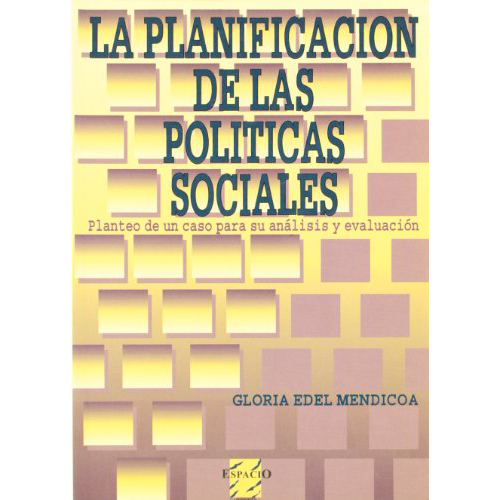 LA PLANIFICACION
DE LAS
POLITICAS
SOCIALES
Planteo de un caso para su análisis y evaluación
GLORIA EDEL MENDICOA
ESPACIO